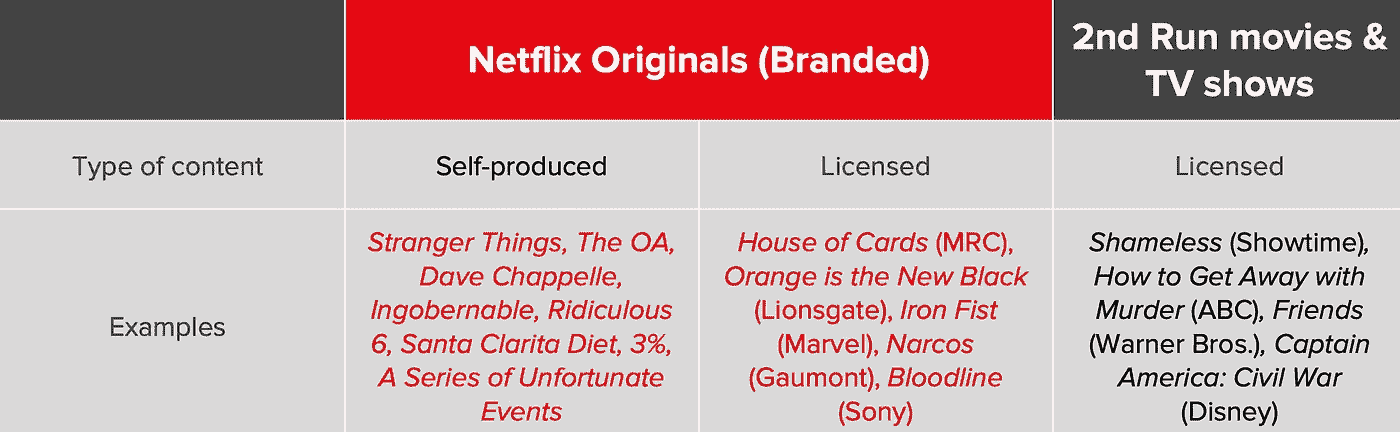 Netflix Originals (Branded)
2nd Run movies &
TV shows
Type of content
Self-produced
Licensed
Licensed
Examples
Stranger Things, The OA,
Dave Chappelle,
Ingobernable, Ridiculous
6, Santa Clarita Diet, 3%,
A Series of Unfortunate
Events
House of Cards (MRC),
Orange is the New Black
(Lionsgate), Iron Fist
(Marvel), Narcos
(Gaumont), Bloodline
(Sony)
Shameless (Showtime),
How to Get Away with
Murder (ABC), Friends
(Warner Bros.), Captain
America: Civil War
(Disney)